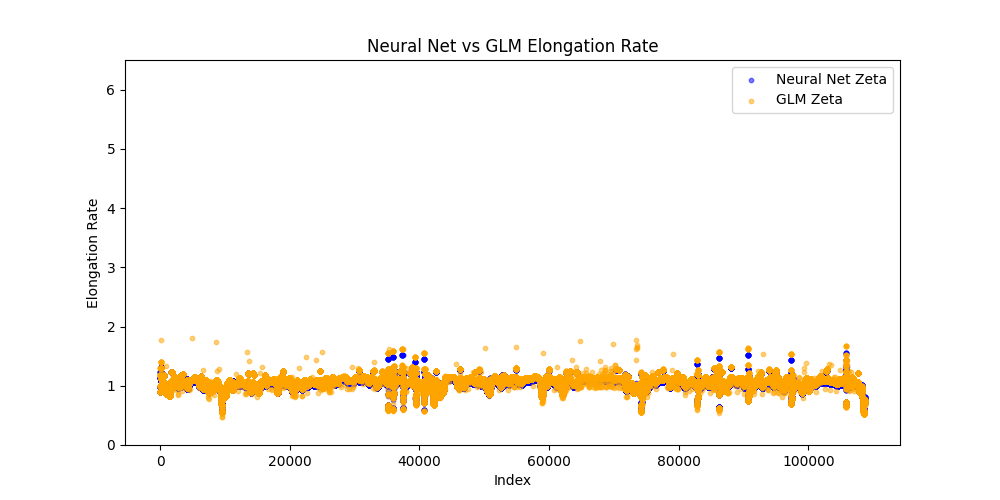 Neural Net vs GLM Elongation Rate
Neural Net Zeta
GLM Zeta
Elongation Rate
6
5
4
3
2
1
0
0 20000 40000 60000 80000 100000
Index